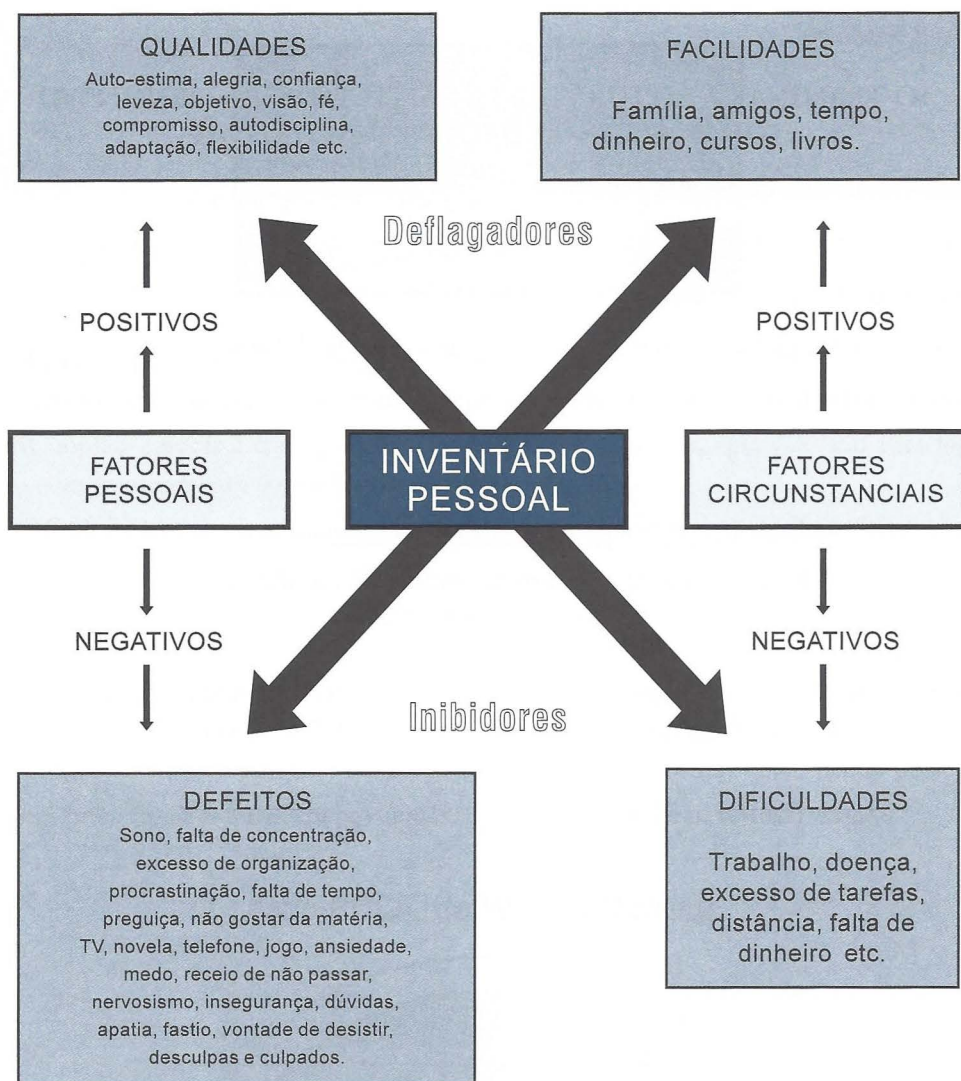 QUALIDADES
Auto-estima, alegria, confiança,
leveza, objetivo, visão, fé,
compromisso, autodisciplina,
adaptação, flexibilidade etc.
FACILIDADES
Família, amigos, tempo,
dinheiro, cursos, livros.
Deflagadores
POSITIVOS
POSITIVOS
FATORES
PESSOAIS
INVENTÁRIO
PESSOAL
FATORES
CIRCUNSTANCIAIS
NEGATIVOS
NEGATIVOS
Inibidores
DEFEITOS
Sono, falta de concentração,
excesso de organização,
procrastinação, falta de tempo,
preguiça, não gostar da matéria,
TV, novela, telefone, jogo, ansiedade,
medo, receio de não passar,
nervosismo, insegurança, dúvidas,
apatia, fastio, vontade de desistir,
desculpas e culpados.
DIFICULDADES
Trabalho, doença,
excesso de tarefas,
distância, falta de
dinheiro etc.